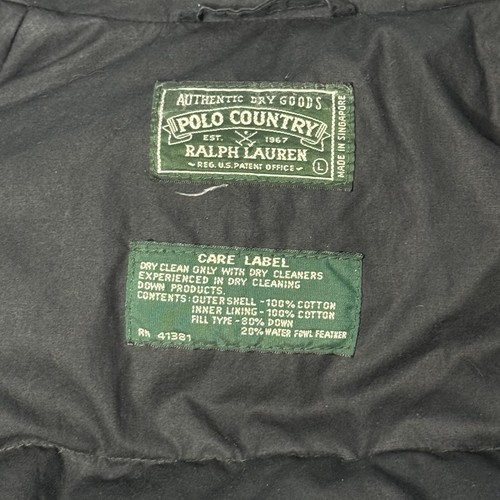 AUTHENTIC DRY GOODS
POLO COUNTRY
EST. 1967
RALPH LAUREN
~ REG. U.S. PATENT OFFICE ~
L
MADE IN SINGAPORE
CARE LABEL
DRY CLEAN ONLY WITH DRY CLEANERS
EXPERIENCED IN DRY CLEANING
DOWN PRODUCTS.
CONTENTS: OUTER SHELL - 100% COTTON
INNER LINING - 100% COTTON
FILL TYPE - 80% DOWN
20% WATER FOWL FEATHER
RN 41381